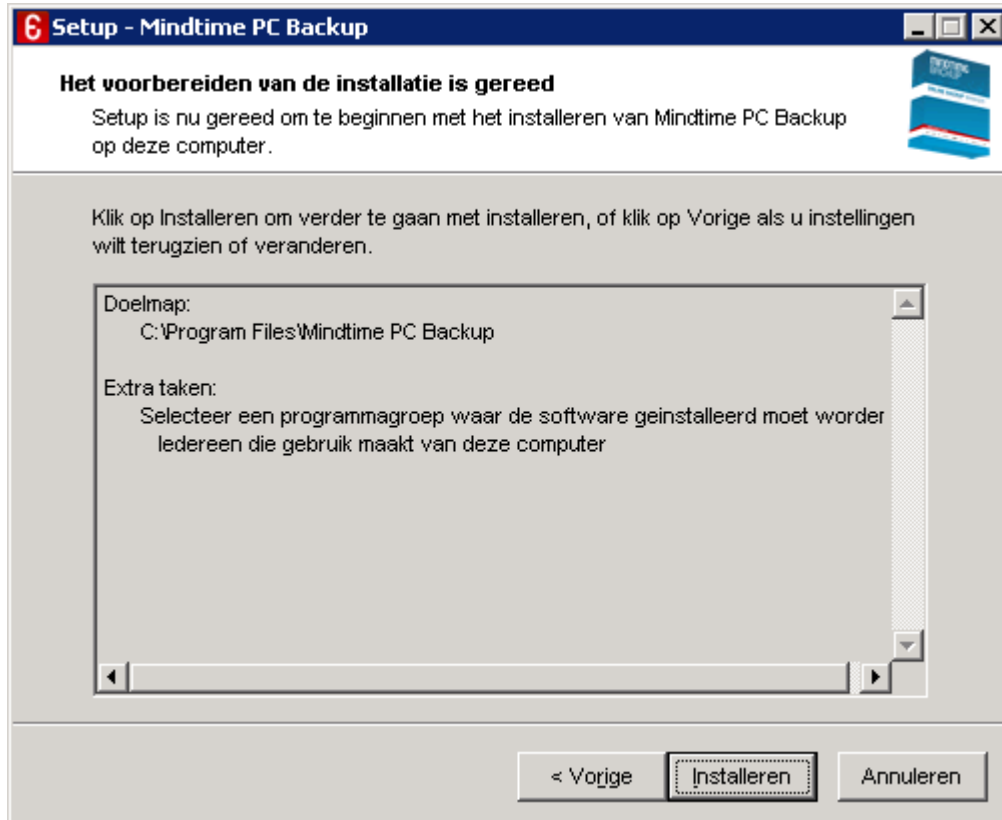 Setup - Mindtime PC Backup
Het voorbereiden van de installatie is gereed
Setup is nu gereed om te beginnen met het installeren van Mindtime PC Backup
op deze computer.
Klik op Installeren om verder te gaan met installeren, of klik op Vorige als u instellingen
wilt terugzien of veranderen.
Doelmap:
C:\Program Files\Mindtime PC Backup
Extra taken:
Selecteer een programmagroep waar de software geinstalleerd moet worder
Iedereen die gebruik maakt van deze computer
< Vorige
Installeren
Annuleren